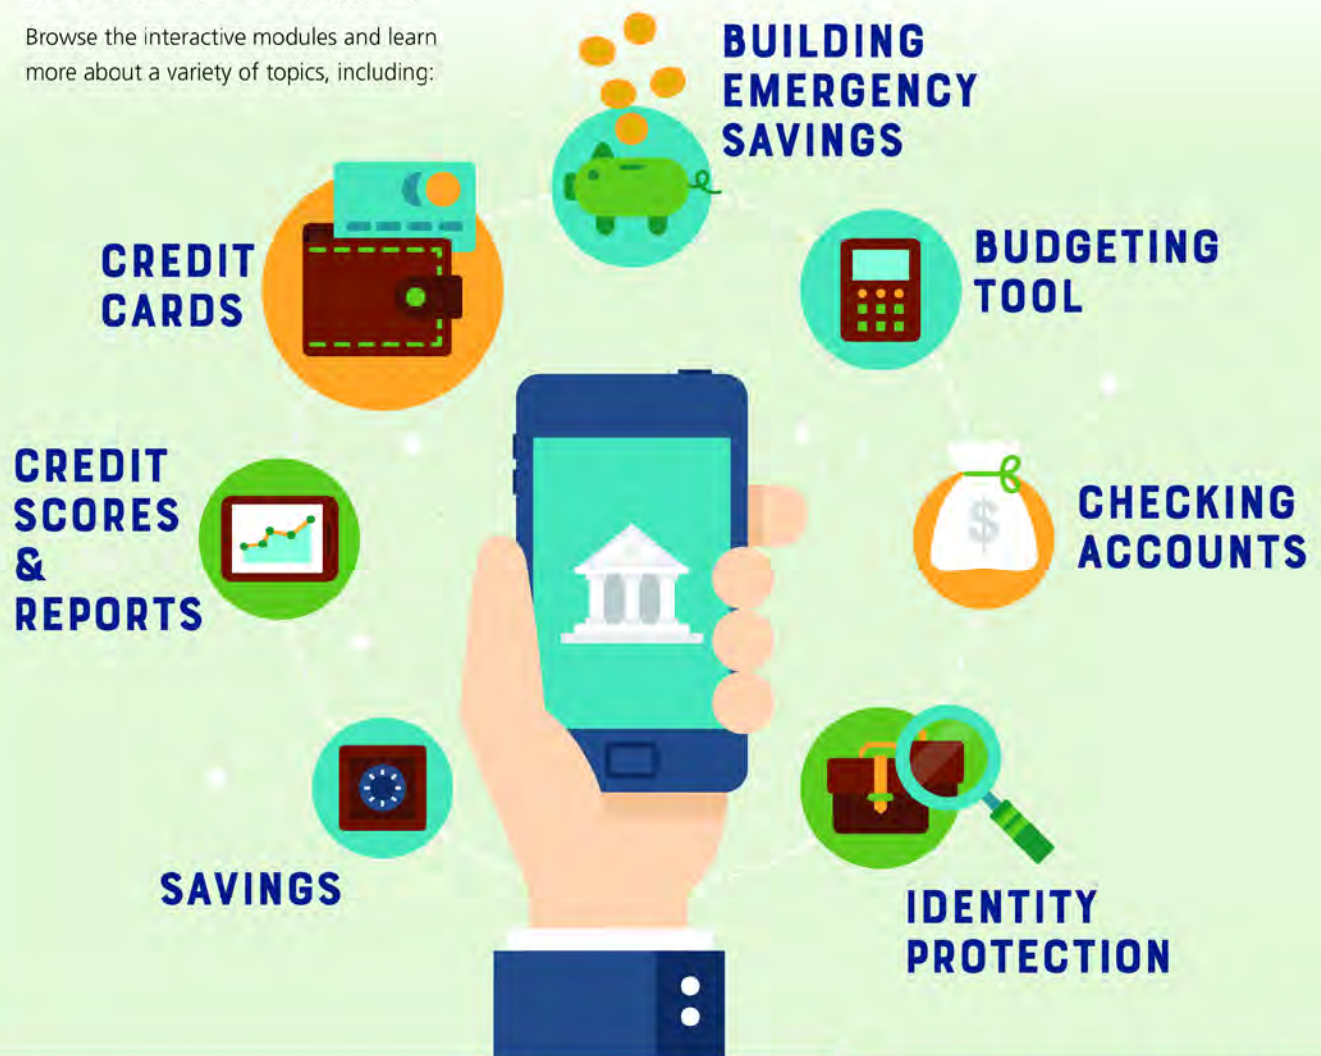 Browse the interactive modules and learn
more about a variety of topics, including:
BUILDING
EMERGENCY
SAVINGS
CREDIT
CARDS
BUDGETING
TOOL
CREDIT
SCORES
&
REPORTS
$
CHECKING
ACCOUNTS
SAVINGS
IDENTITY
PROTECTION